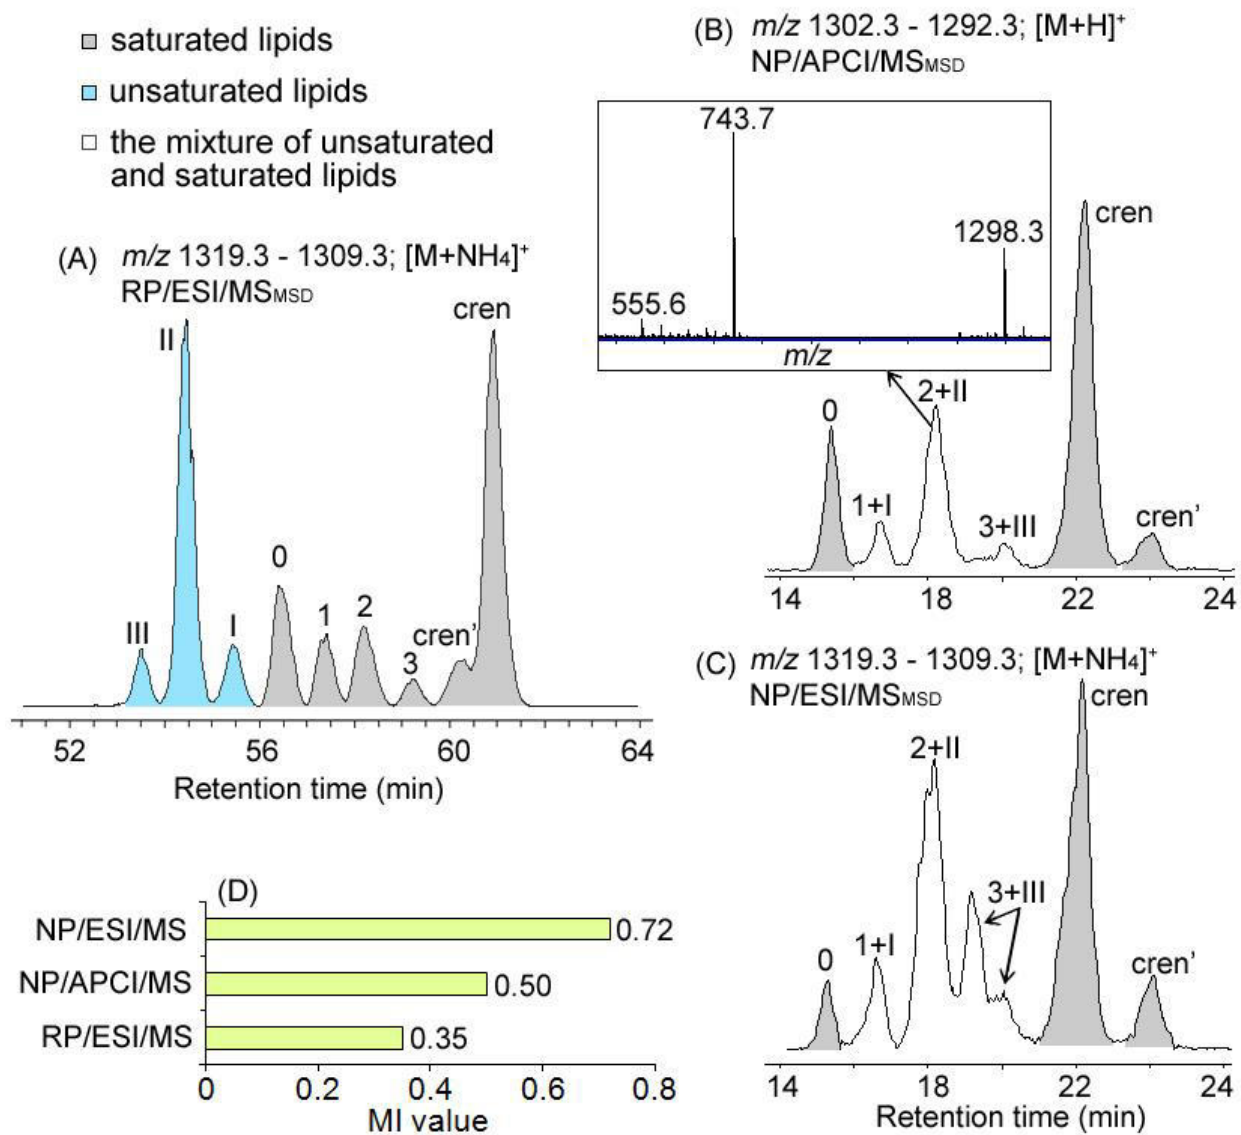 saturated lipids
unsaturated lipids
the mixture of unsaturated
and saturated lipids
(A) m/z 1319.3 - 1309.3; [M+NH4]+
RP/ESI/MSMSD
II
cren
III
I
0
1
2
3
cren'
52 56 60 64
Retention time (min)
(B) m/z 1302.3 - 1292.3; [M+H]+
NP/APCI/MSMSD
743.7
1298.3
555.6
m/z
cren
0
1+I
2+II
3+III
cren'
14 18 22 24
(C) m/z 1319.3 - 1309.3; [M+NH4]+
NP/ESI/MSMSD
cren
2+II
3+III
1+I
0
cren'
14 18 22 24
Retention time (min)
(D)
NP/ESI/MS 0.72
NP/APCI/MS 0.50
RP/ESI/MS 0.35
0 0.2 0.4 0.6 0.8
MI value